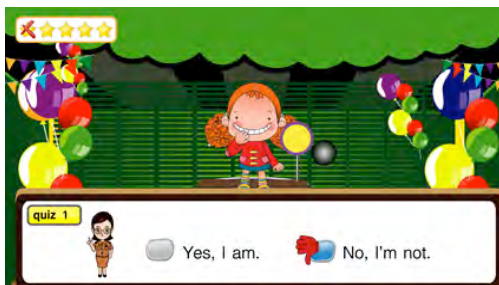 quiz 1
Yes, I am.
No, I'm not.